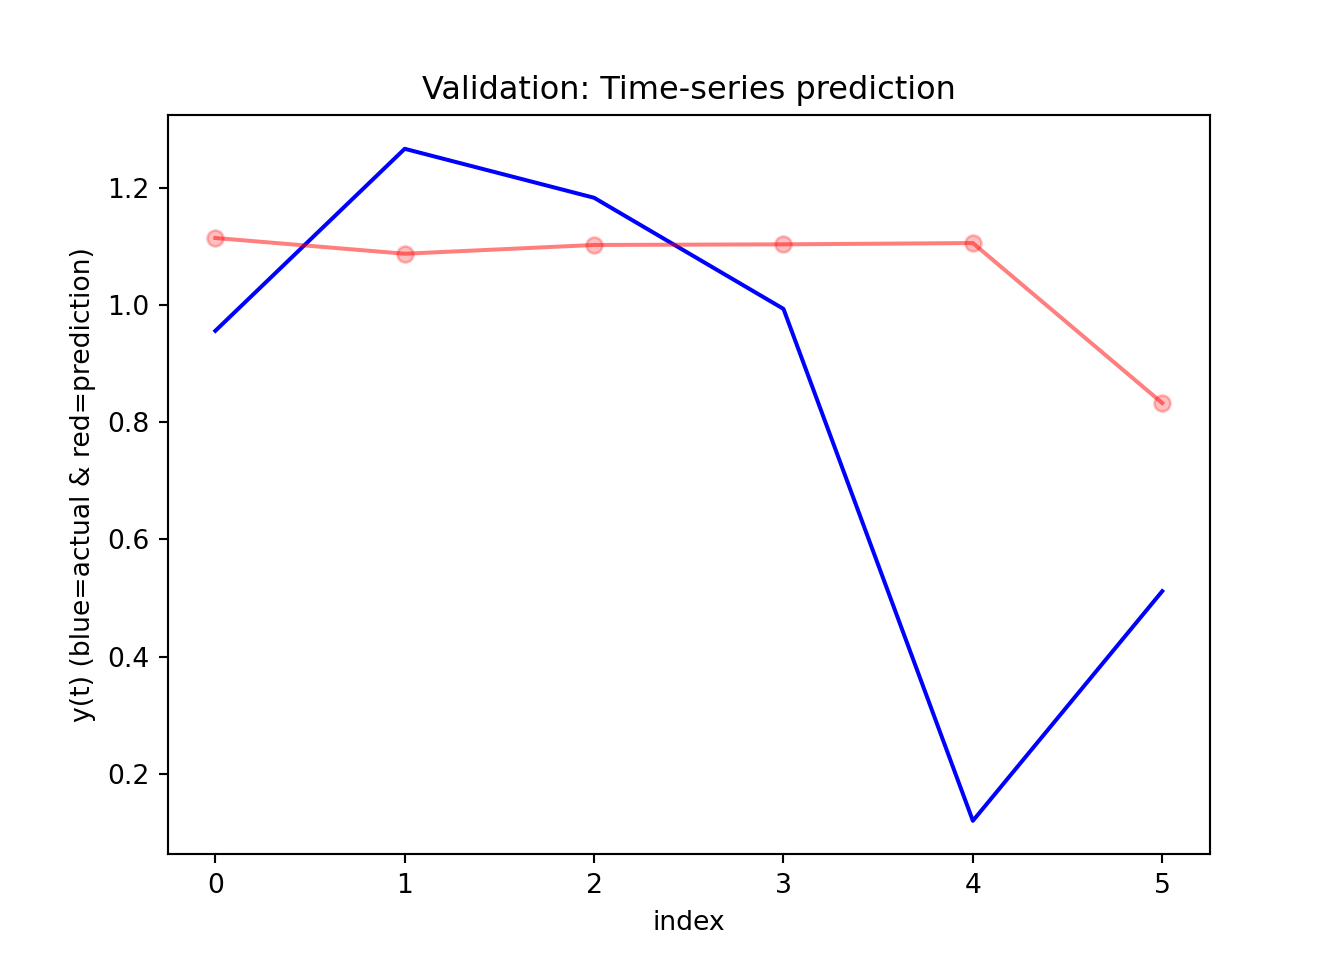 Validation: Time-series prediction
y(t) (blue=actual & red=prediction)
1.2
1.0
0.8
0.6
0.4
0.2
0 1 2 3 4 5
index